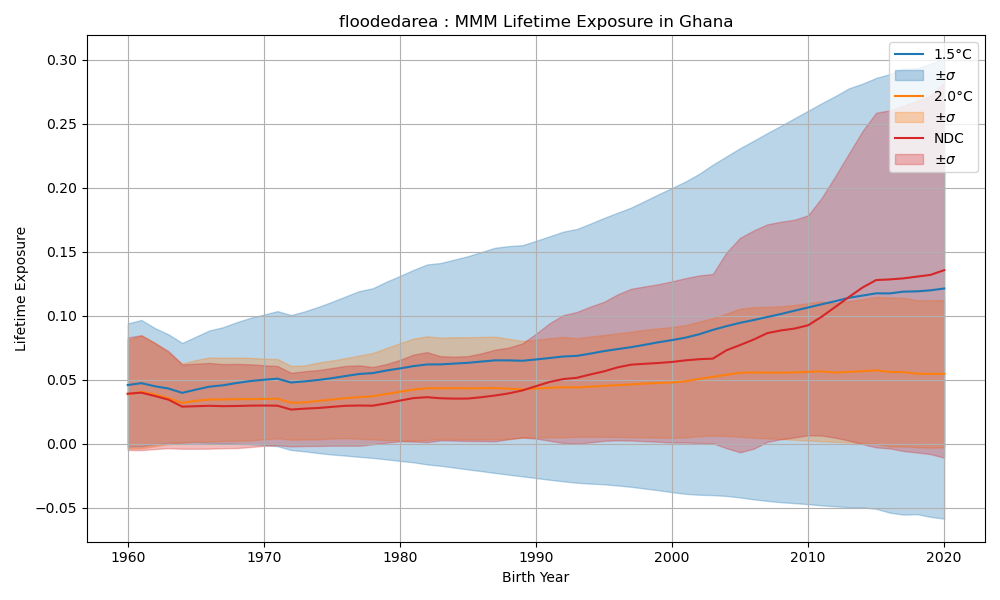 floodedarea : MMM Lifetime Exposure in Ghana
Lifetime Exposure
0.30
0.25
0.20
0.15
0.10
0.05
0.00
−0.05
1960 1970 1980 1990 2000 2010 2020
Birth Year
1.5°C
±σ
2.0°C
±σ
NDC
±σ